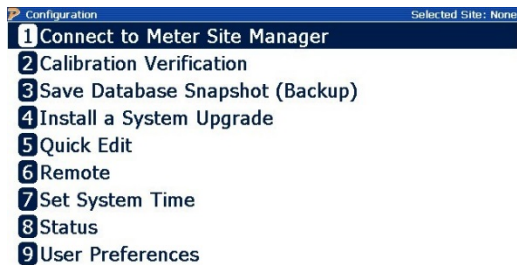 Configuration Selected Site: None
1 Connect to Meter Site Manager
2 Calibration Verification
3 Save Database Snapshot (Backup)
4 Install a System Upgrade
5 Quick Edit
6 Remote
7 Set System Time
8 Status
9 User Preferences